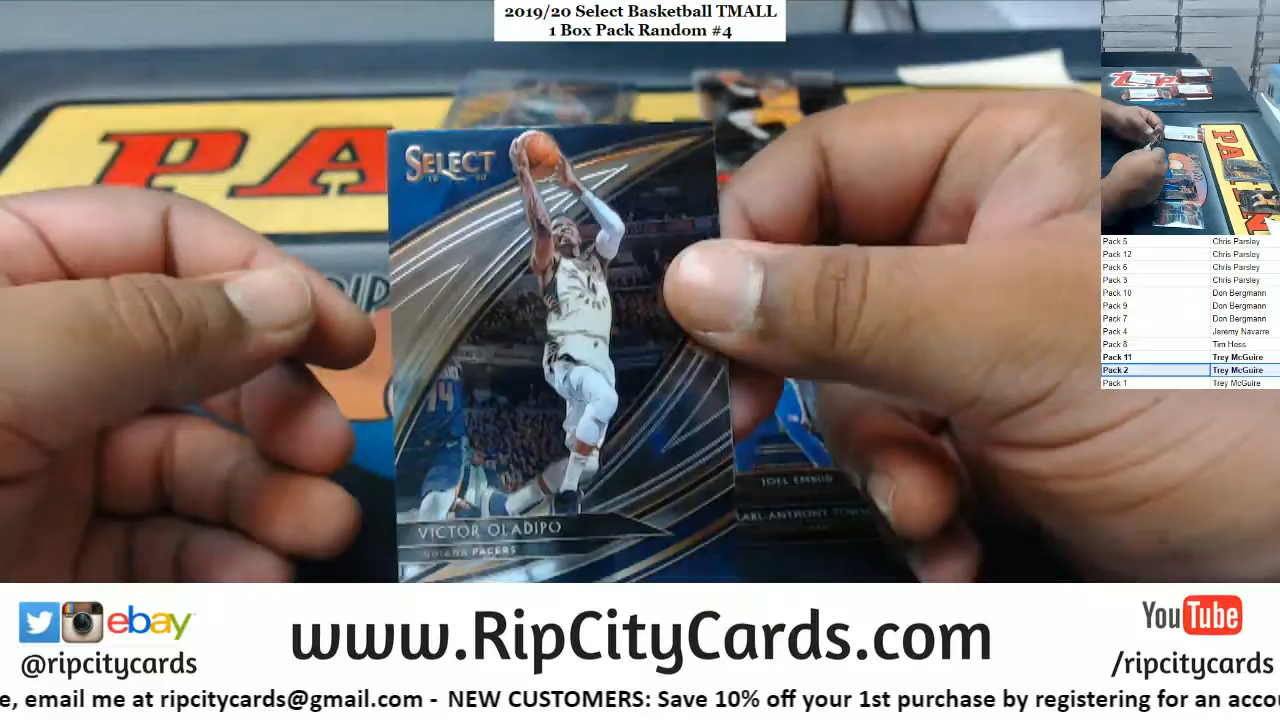 2019/20 Select Basketball TMALL
1 Box Pack Random #4
PA
SELECT
VICTOR OLADIPO
INDIANA PACERS
JOEL EMBIID
KARL-ANTHONY
PA
Pack 5 Chris Parsley
Pack 12 Chris Parsley
Pack 6 Chris Parsley
Pack 3 Chris Parsley
Pack 10 Don Bergmann
Pack 9 Don Bergmann
Pack 7 Don Bergmann
Pack 4 Jeremy Navarre
Pack 8 Tim Hess
Pack 11 Trey McGuire
Pack 2 Trey McGuire
Pack 1 Trey McGuire
ebay
@ripcitycards
www.RipCityCards.com
YouTube
/ripcitycards
e, email me at ripcitycards@gmail.com - NEW CUSTOMERS: Save 10% off your 1st purchase by registering for an accou